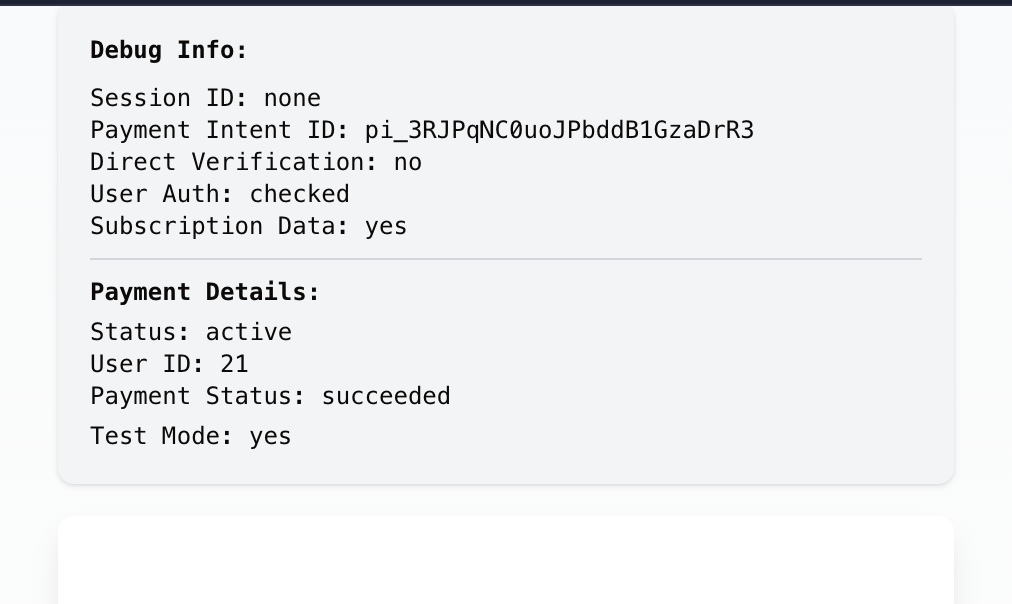 Debug Info:
Session ID: none
Payment Intent ID: pi_3RJPqNC0uoJPbddB1GzaDrR3
Direct Verification: no
User Auth: checked
Subscription Data: yes
Payment Details:
Status: active
User ID: 21
Payment Status: succeeded
Test Mode: yes